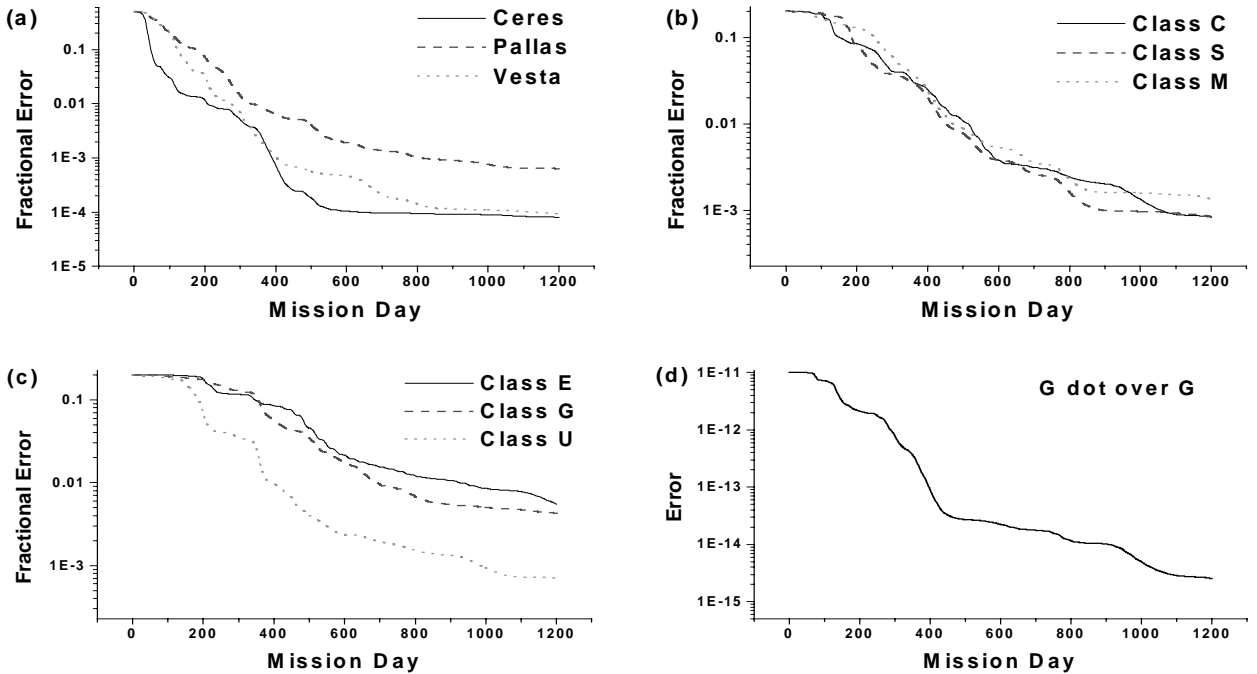 (a)
Ceres
Pallas
Vesta
0.1
0.01
1E-3
1E-4
1E-5
Fractional Error
0 200 400 600 800 1000 1200
Mission Day
(b)
Class C
Class S
Class M
0.1
0.01
1E-3
Fractional Error
0 200 400 600 800 1000 1200
Mission Day
(c)
Class E
Class G
Class U
0.1
0.01
1E-3
Fractional Error
0 200 400 600 800 1000 1200
Mission Day
(d)
G dot over G
1E-11
1E-12
1E-13
1E-14
1E-15
Error
0 200 400 600 800 1000 1200
Mission Day